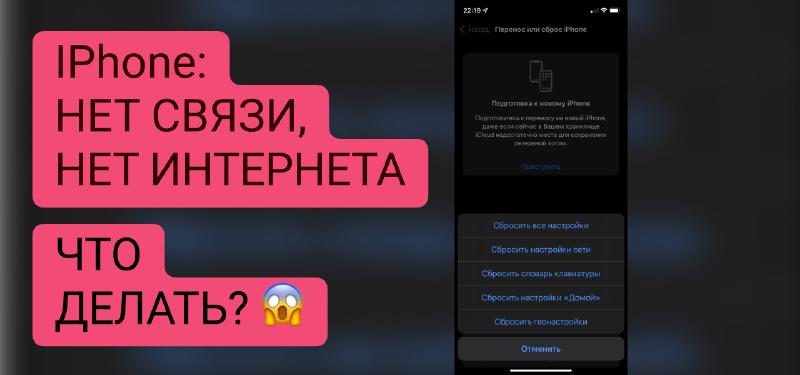 IPhone:
НЕТ СВЯЗИ,
НЕТ ИНТЕРНЕТА
ЧТО
ДЕЛАТЬ? 😱
22:19
Назад Перенос или сброс iPhone
Подготовка к новому iPhone
Подготовьтесь к переносу на новый iPhone,
даже если сейчас в Вашем хранилище
iCloud недостаточно места для сохранения
резервной копии.
Приступить
Сбросить все настройки
Сбросить настройки сети
Сбросить словарь клавиатуры
Сбросить настройки «Домой»
Сбросить геонастройки
Отменить